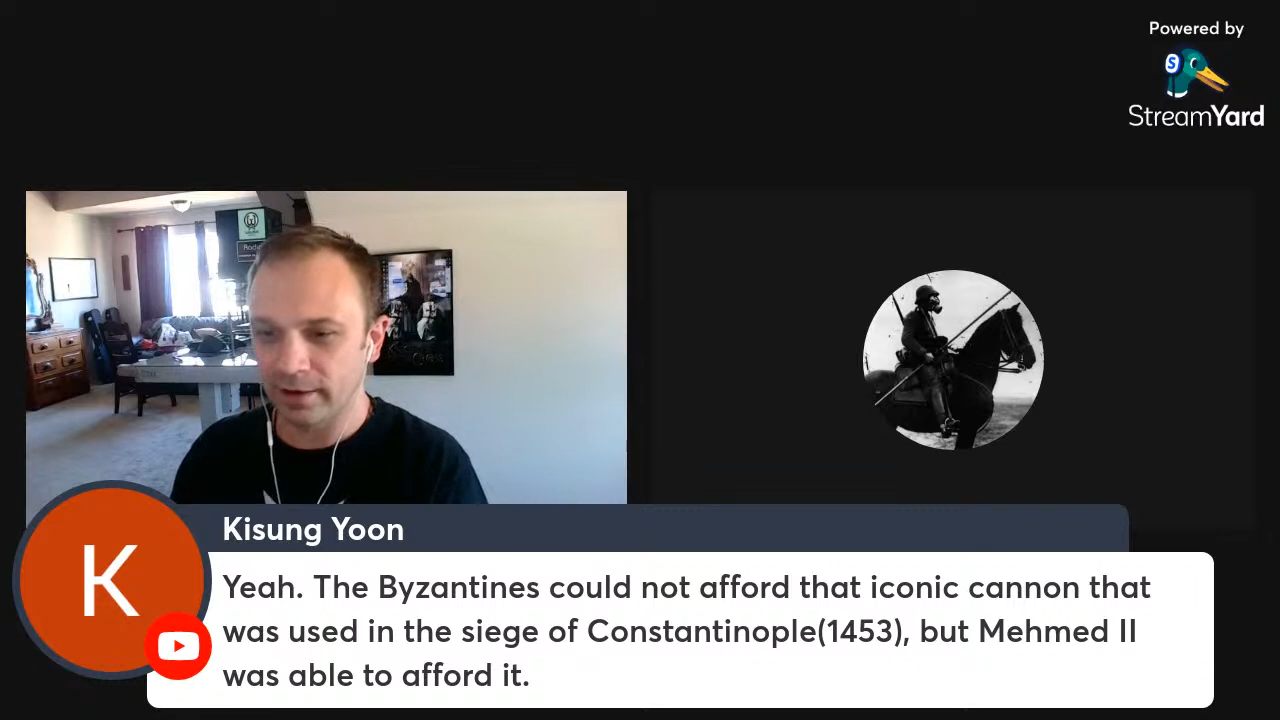 Powered by
S
StreamYard
K
Kisung Yoon
Yeah. The Byzantines could not afford that iconic cannon that
was used in the siege of Constantinople(1453), but Mehmed II
was able to afford it.